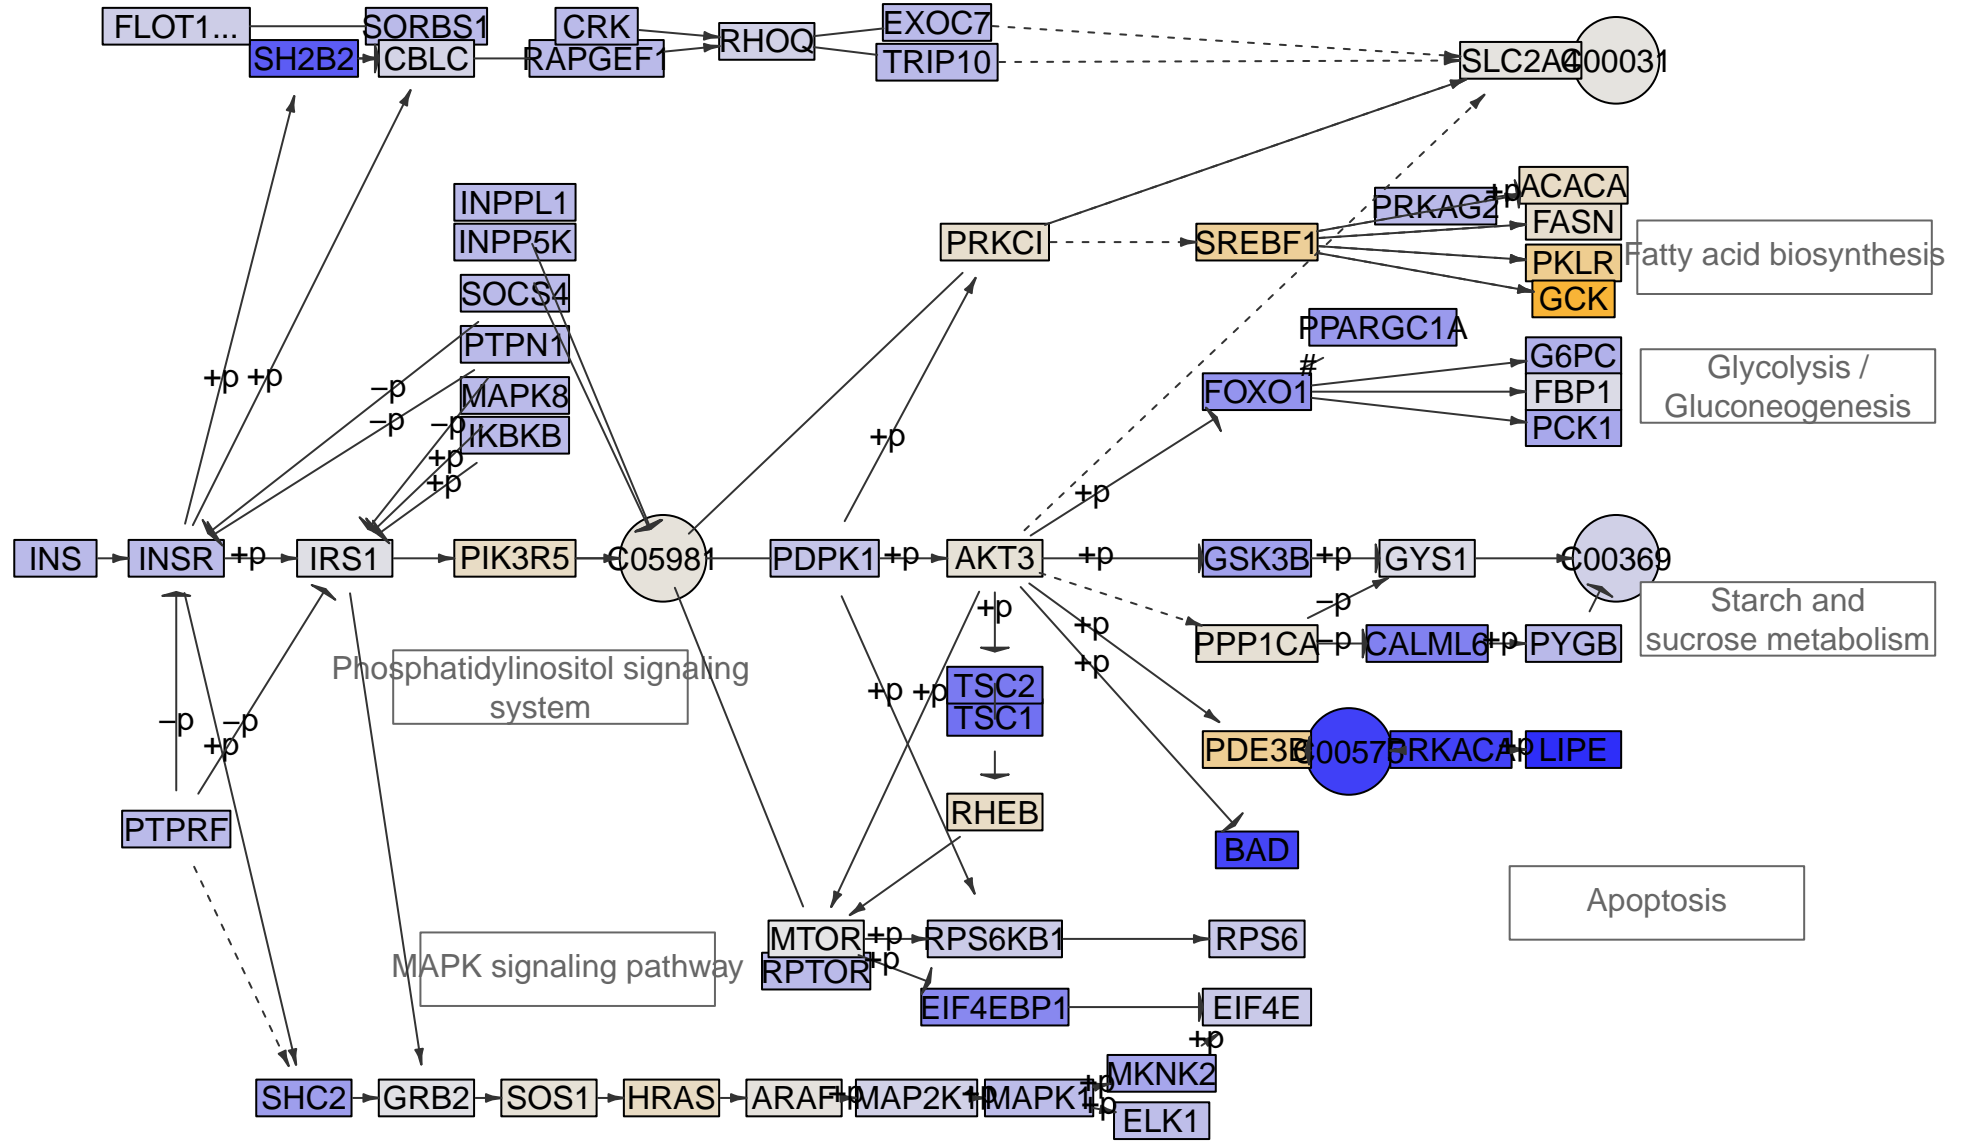 FLOT1...
SORBS1
SH2B2
CBLC
CRK
RAPGEF1
RHOQ
EXOC7
TRIP10
SLC2A4
C00031
INPPL1
INPP5K
SOCS4
PTPN1
MAPK8
IKBKB
PRKCI
SREBF1
PRKAG2
+p
ACACA
FASN
PKLR
GCK
Fatty acid biosynthesis
PPARGC1A
#
FOXO1
G6PC
FBP1
PCK1
Glycolysis /
Gluconeogenesis
+p
+p
−p
−p
−p
+p
+p
+p
+p
INS
INSR
+p
IRS1
PIK3R5
C05981
PDPK1
+p
AKT3
+p
GSK3B
+p
GYS1
C00369
+p
+p
+p
−p
PPP1CA
−p
CALML6
+p
PYGB
Starch and
sucrose metabolism
Phosphatidylinositol signaling
system
+p
+p
TSC2
TSC1
−p
−p
+p
PDE3B
PRKACA
+p
LIPE
PTPRF
RHEB
BAD
Apoptosis
MAPK signaling pathway
MTOR
RPTOR
+p
+p
RPS6KB1
RPS6
EIF4EBP1
EIF4E
+p
SHC2
GRB2
SOS1
HRAS
ARAF
+p
MAP2K1
+p
MAPK1
+p
+p
MKNK2
ELK1